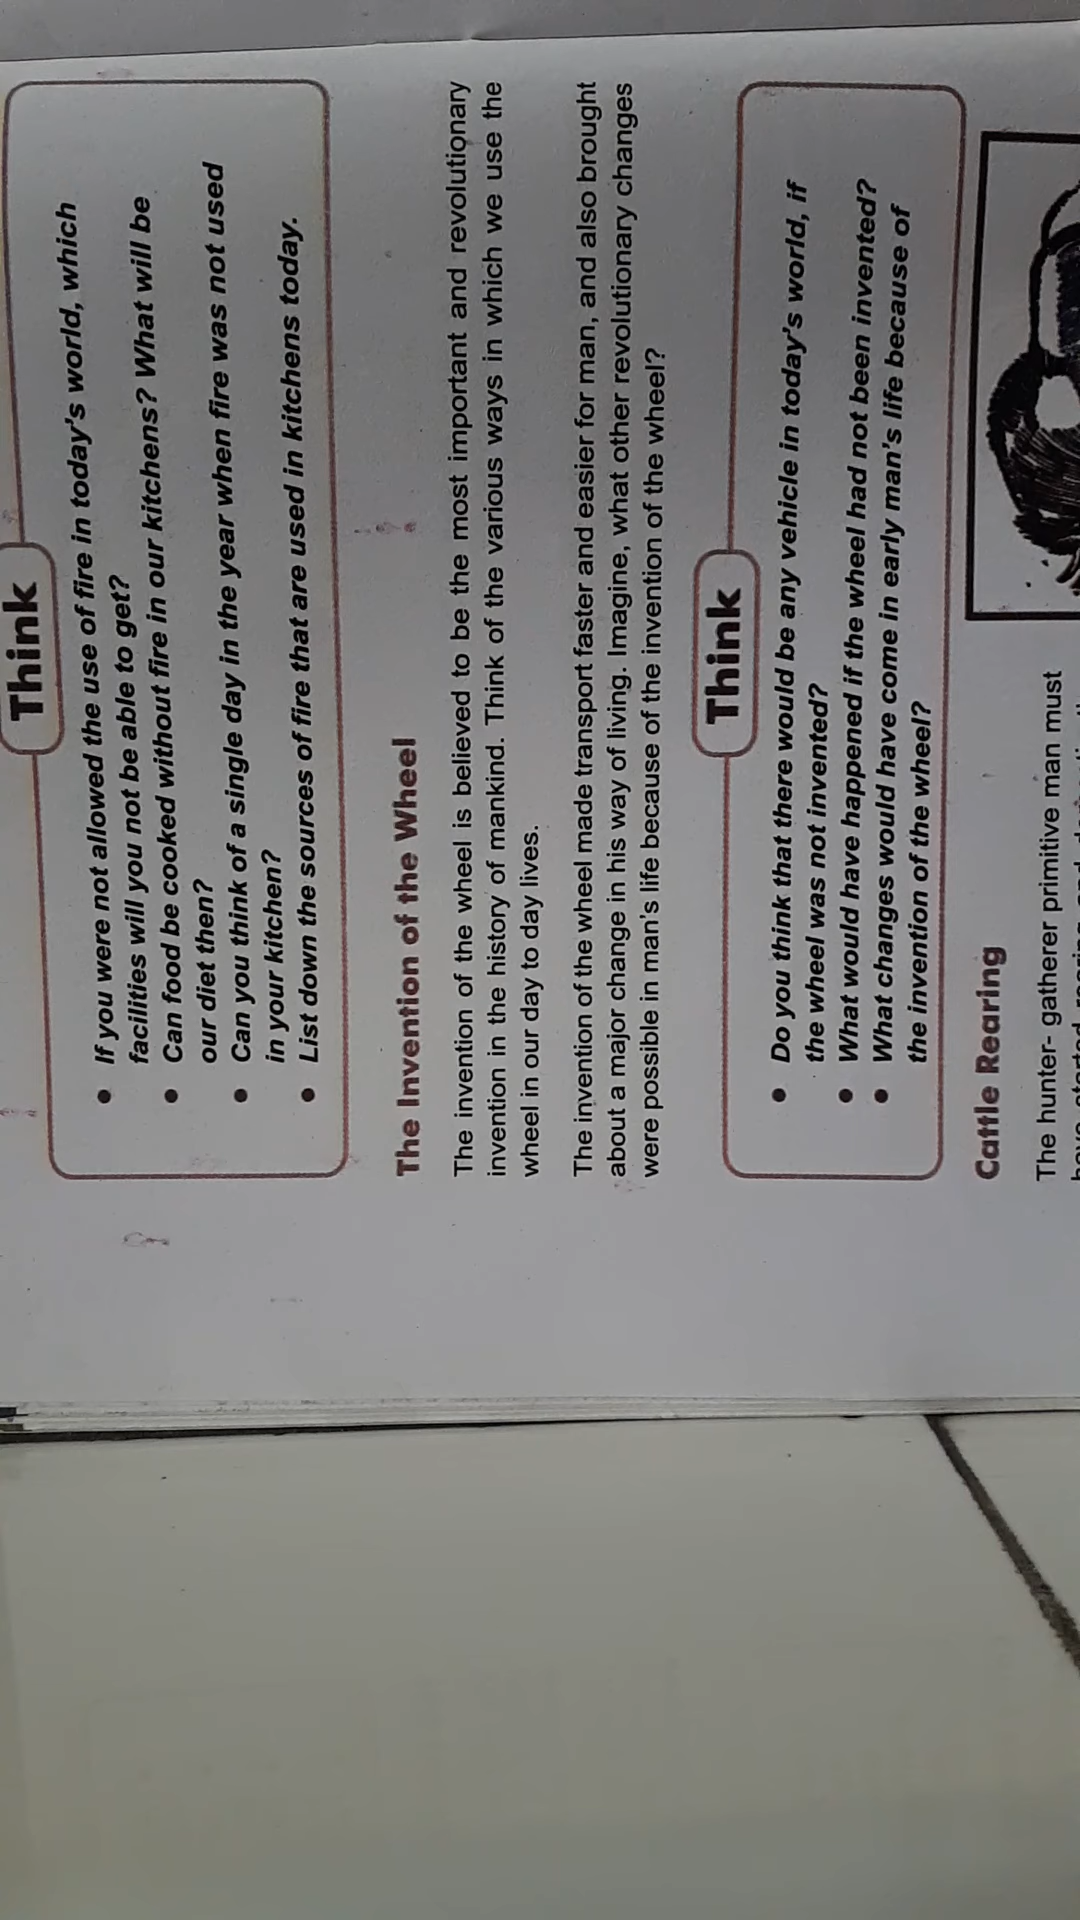 Think
• If you were not allowed the use of fire in today's world, which
facilities will you not be able to get?
• Can food be cooked without fire in our kitchens? What will be
our diet then?
• Can you think of a single day in the year when fire was not used
in your kitchen?
• List down the sources of fire that are used in kitchens today.
The Invention of the Wheel
The invention of the wheel is believed to be the most important and revolutionary
invention in the history of mankind. Think of the various ways in which we use the
wheel in our day to day lives.
The invention of the wheel made transport faster and easier for man, and also brought
about a major change in his way of living. Imagine, what other revolutionary changes
were possible in man's life because of the invention of the wheel?
Think
• Do you think that there would be any vehicle in today's world, if
the wheel was not invented?
• What would have happened if the wheel had not been invented?
• What changes would have come in early man's life because of
the invention of the wheel?
Cattle Rearing
The hunter- gatherer primitive man must